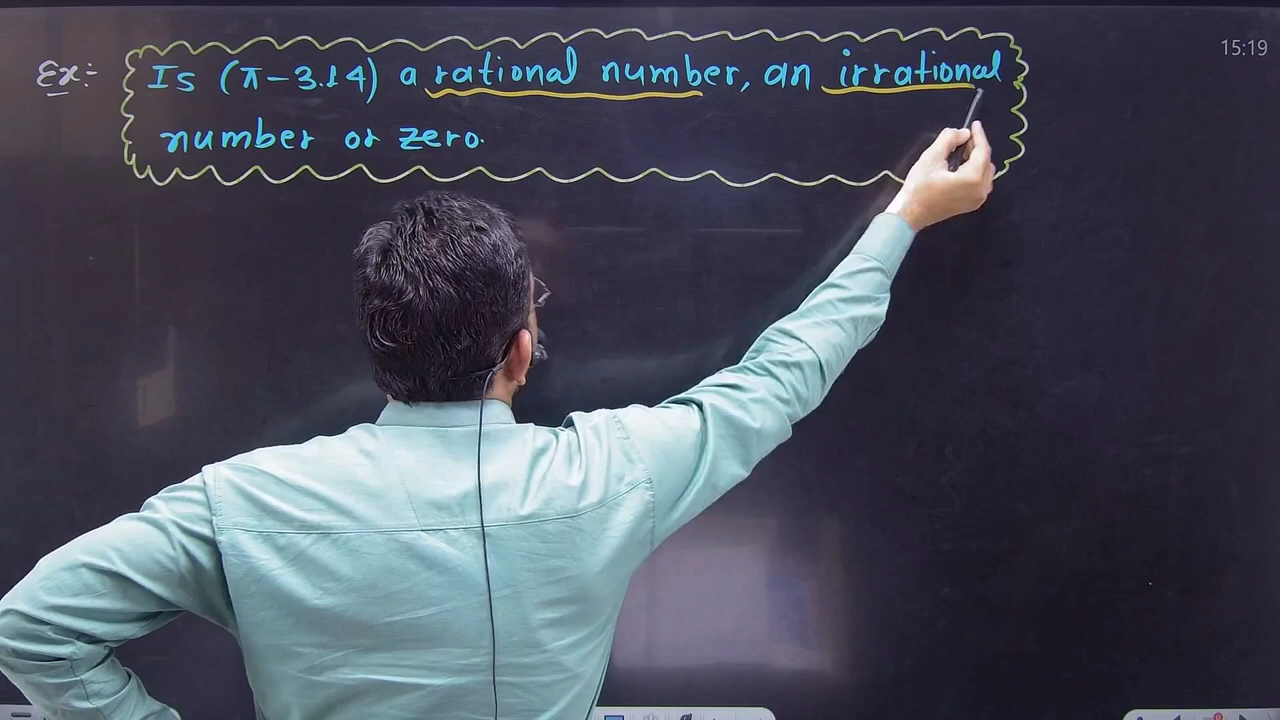 15:19
Ex:- Is (π-3.14) a rational number, an irrational
number or zero.